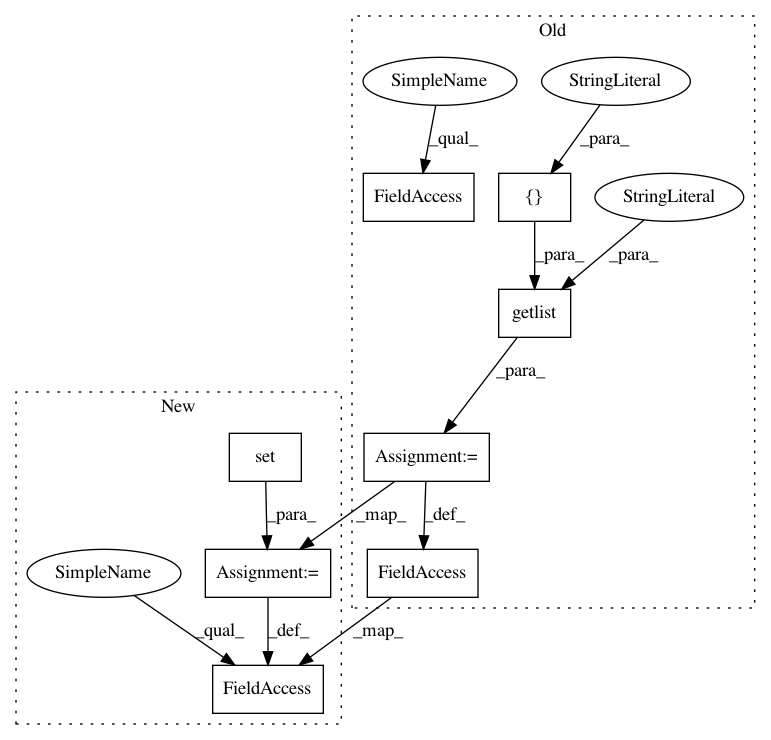 Old
SimpleName
StringLiteral
_qual_
_para_
FieldAccess
{}
StringLiteral
_para_
_para_
getlist
_para_
New
set
Assignment:=
_para_
_map_
_def_
SimpleName
Assignment:=
FieldAccess
_qual_
_def_
_map_
FieldAccess